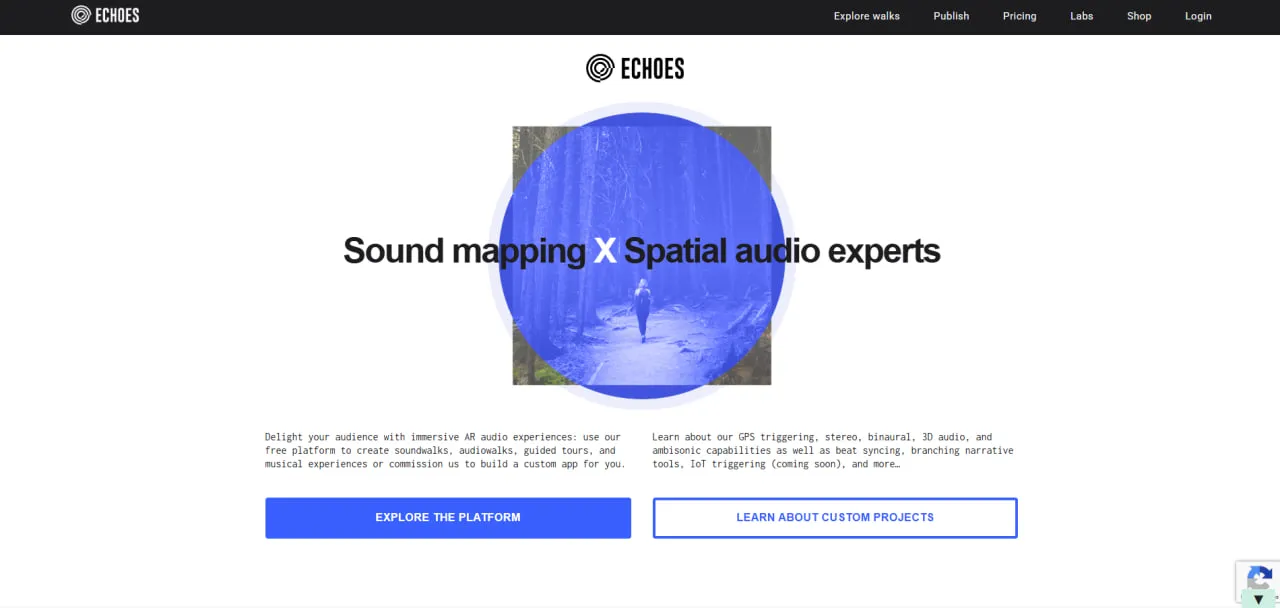 ECHOES
Explore walks
Publish
Pricing
Labs
Shop
Login
ECHOES
Sound mapping X Spatial audio experts
Delight your audience with immersive AR audio experiences: use our
free platform to create soundwalks, audiowalks, guided tours, and
musical experiences or commission us to build a custom app for you.
Learn about our GPS triggering, stereo, binaural, 3D audio, and
ambisonic capabilities as well as beat syncing, branching narrative
tools, IoT triggering (coming soon), and more…
EXPLORE THE PLATFORM
LEARN ABOUT CUSTOM PROJECTS